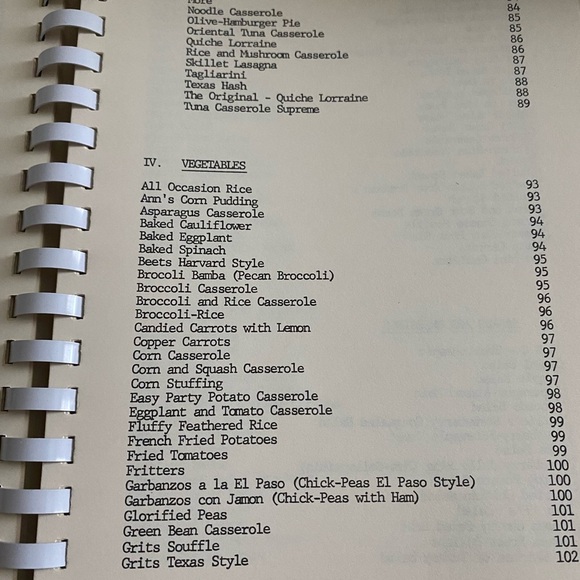 More
Noodle Casserole 84
Olive-Hamburger Pie 85
Oriental Tuna Casserole 85
Quiche Lorraine 86
Rice and Mushroom Casserole 86
Skillet Lasagna 87
Tagliarini 87
Texas Hash 88
The Original - Quiche Lorraine 88
Tuna Casserole Supreme 89
IV. VEGETABLES
All Occasion Rice 93
Ann's Corn Pudding 93
Asparagus Casserole 93
Baked Cauliflower 94
Baked Eggplant 94
Baked Spinach 94
Beets Harvard Style 95
Broccoli Bamba (Pecan Broccoli) 95
Broccoli Casserole 95
Broccoli and Rice Casserole 96
Broccoli-Rice 96
Candied Carrots with Lemon 96
Copper Carrots 97
Corn Casserole 97
Corn and Squash Casserole 97
Corn Stuffing 97
Easy Party Potato Casserole 98
Eggplant and Tomato Casserole 98
Fluffy Feathered Rice 99
French Fried Potatoes 99
Fried Tomatoes 99
Fritters 100
Garbanzos a la El Paso (Chick-Peas El Paso Style) 100
Garbanzos con Jamon (Chick-Peas with Ham) 100
Glorified Peas 101
Green Bean Casserole 101
Grits Souffle 101
Grits Texas Style 102